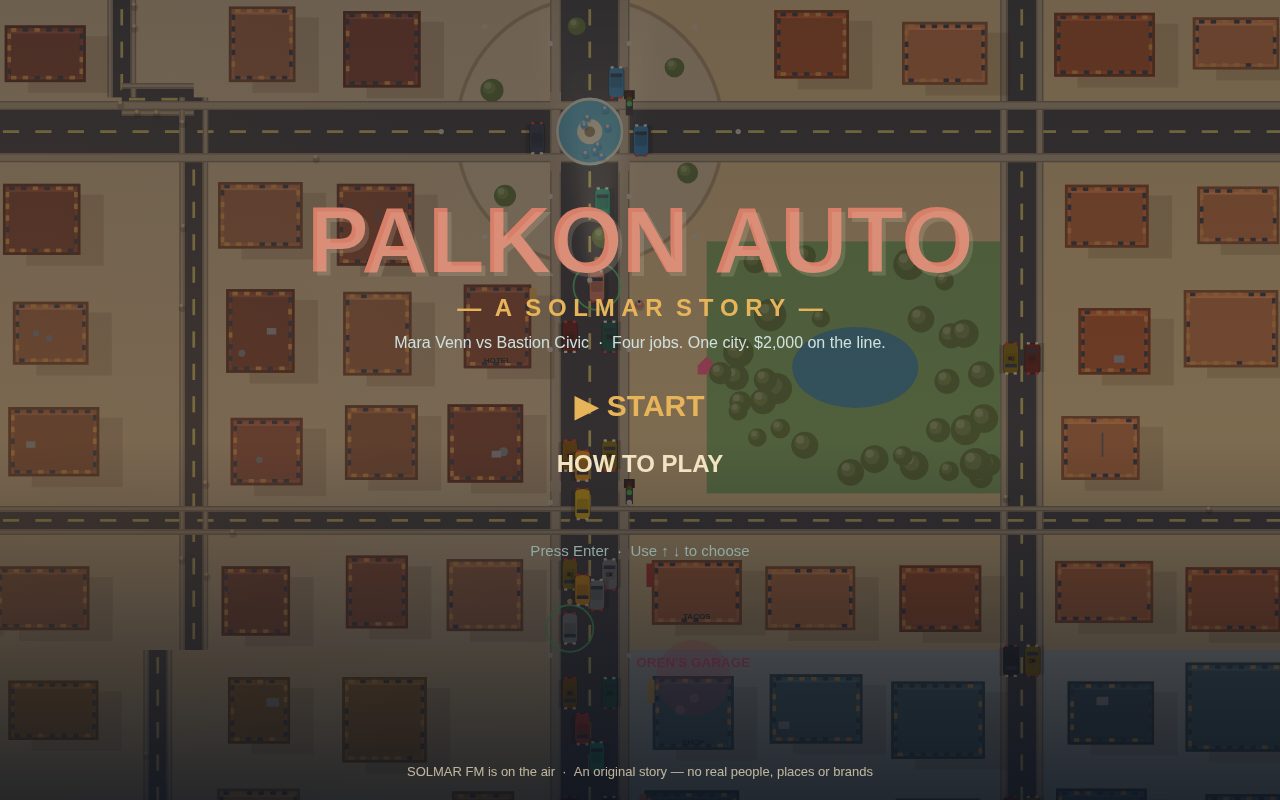 PALKON AUTO
— A SOLMAR STORY —
Mara Venn vs Bastion Civic · Four jobs. One city. $2,000 on the line.
HOTEL
▶ START
HOW TO PLAY
Press Enter · Use ↑ ↓ to choose
TACOS
OREN'S GARAGE
SHOP
SOLMAR FM is on the air · An original story — no real people, places or brands